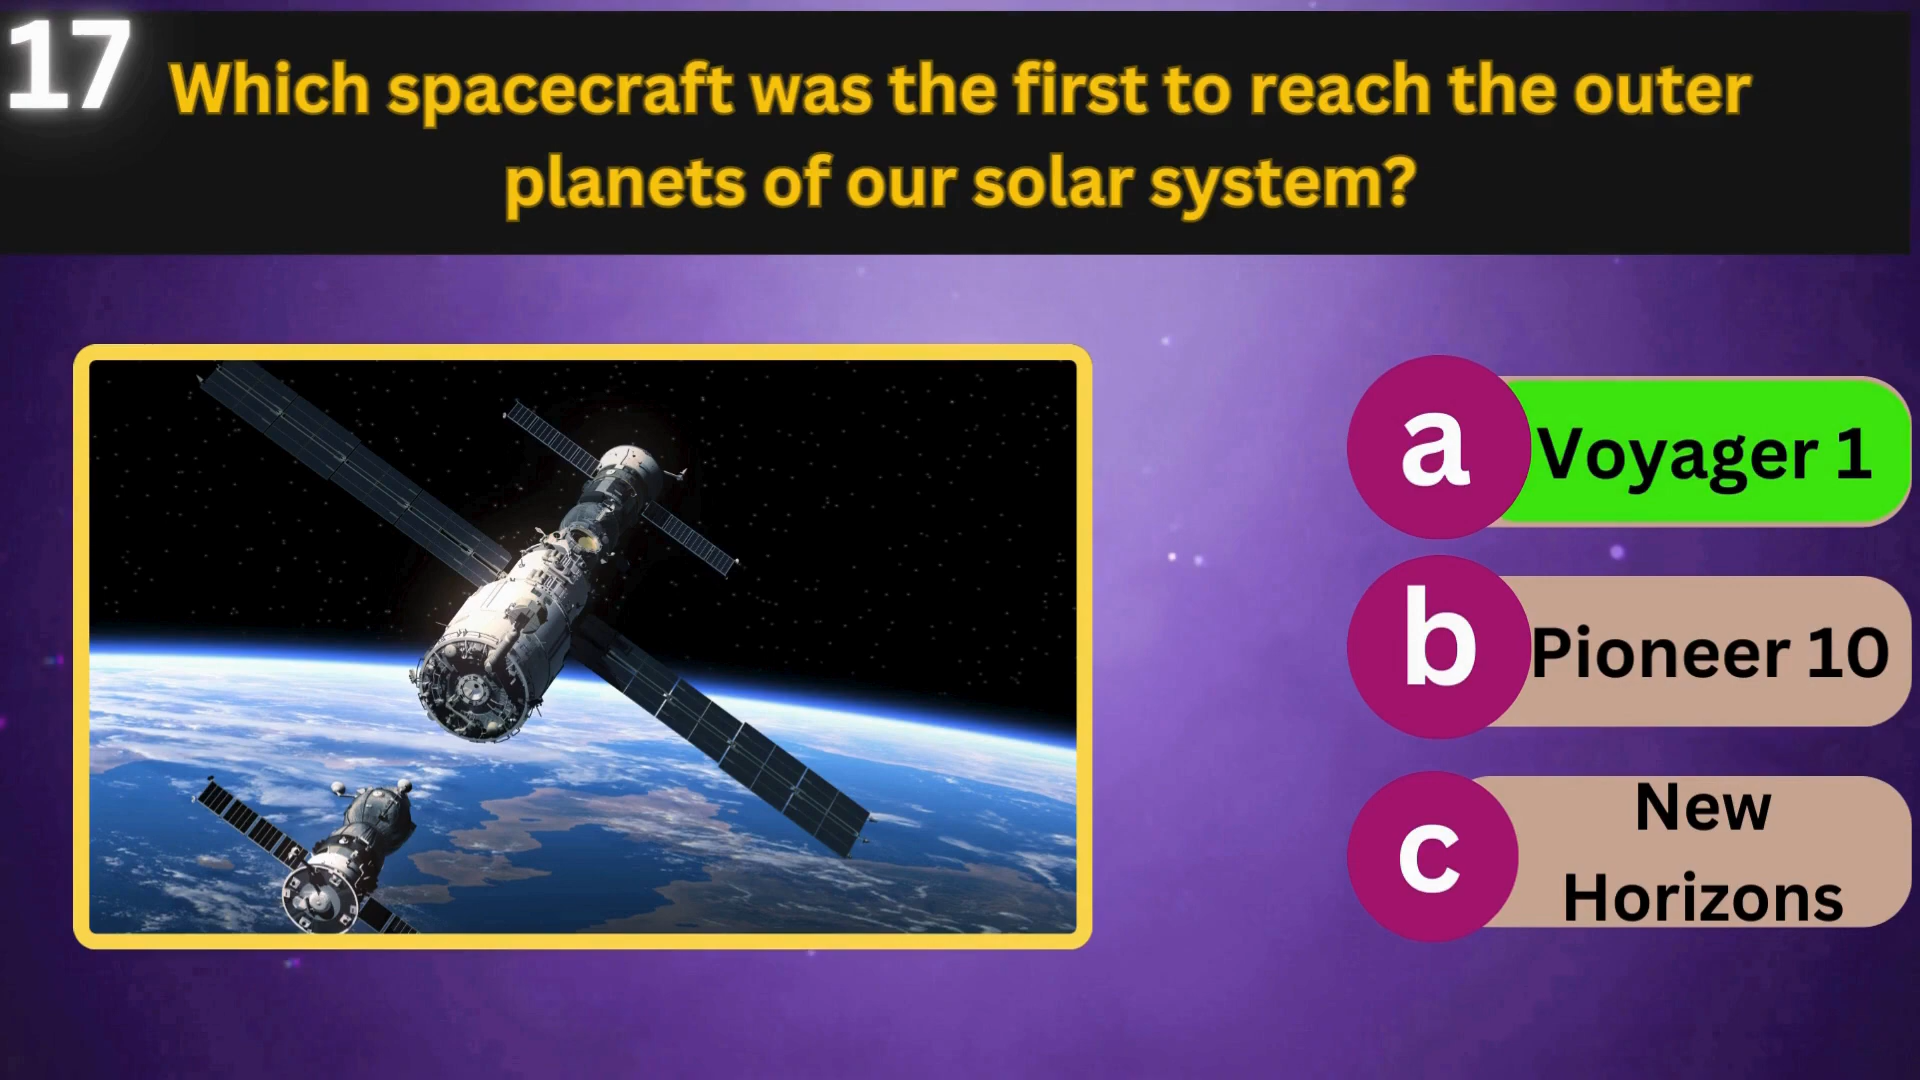 17
Which spacecraft was the first to reach the outer
planets of our solar system?
a Voyager 1
b Pioneer 10
c New
Horizons